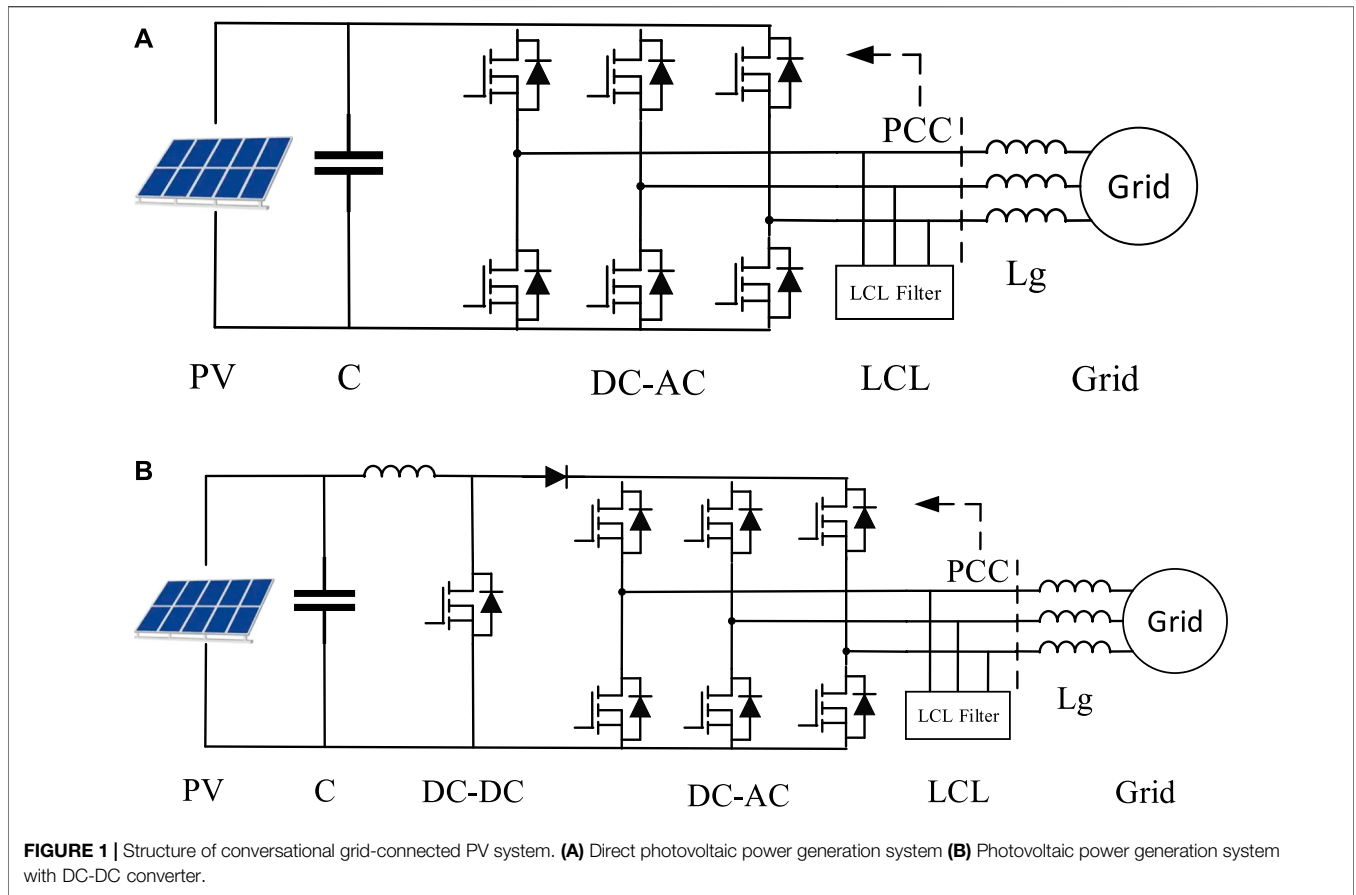 A
PCC
Grid
Lg
LCL Filter
PV C DC-AC LCL Grid
B
PCC
Grid
Lg
LCL Filter
PV C DC-DC DC-AC LCL Grid
FIGURE 1 | Structure of conversational grid-connected PV system. (A) Direct photovoltaic power generation system (B) Photovoltaic power generation system
with DC-DC converter.